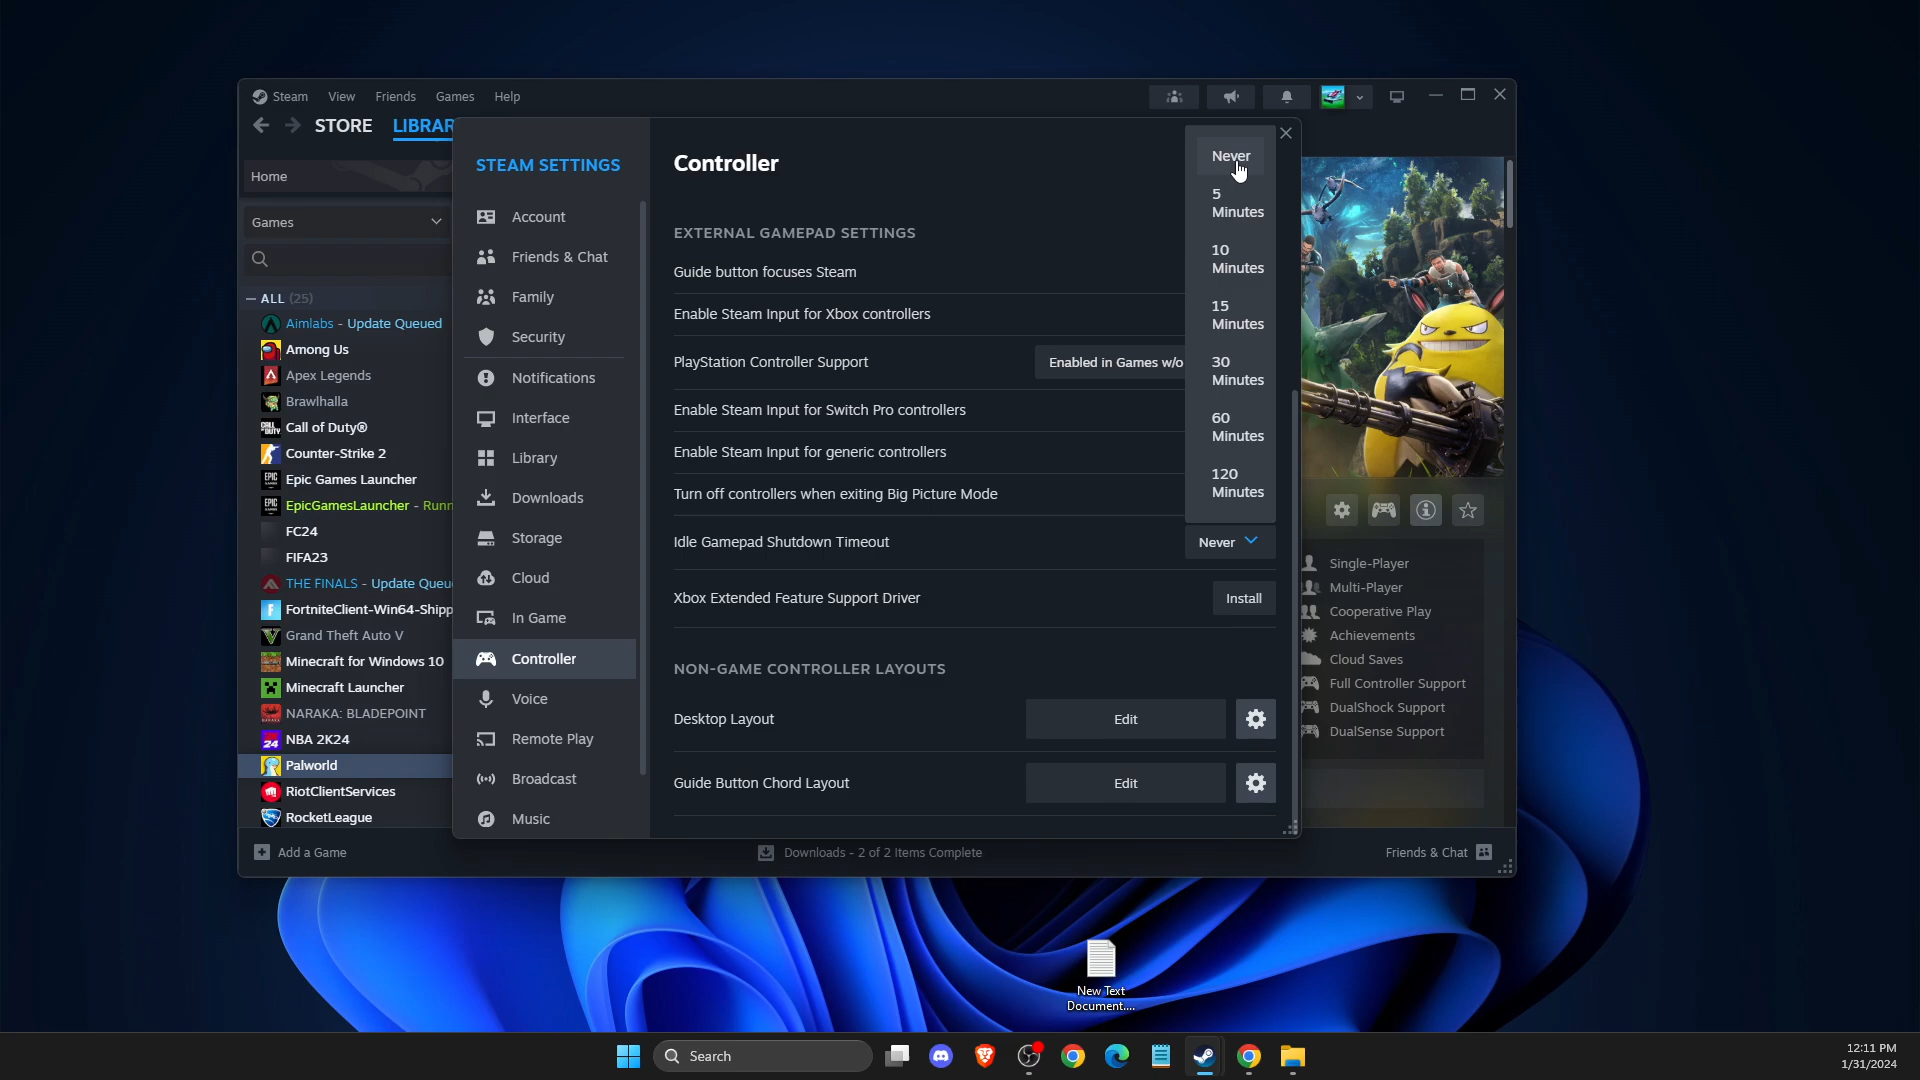 Steam View Friends Games Help
STORE LIBRAR
Home
Games
ALL (25)
Aimlabs - Update Queued
Among Us
Apex Legends
Brawlhalla
Call of Duty®
Counter-Strike 2
Epic Games Launcher
EpicGamesLauncher - Runn
FC24
FIFA23
THE FINALS - Update Queu
FortniteClient-Win64-Shipp
Grand Theft Auto V
Minecraft for Windows 10
Minecraft Launcher
NARAKA: BLADEPOINT
NBA 2K24
Palworld
RiotClientServices
RocketLeague
Add a Game
STEAM SETTINGS
Account
Friends & Chat
Family
Security
Notifications
Interface
Library
Downloads
Storage
Cloud
In Game
Controller
Voice
Remote Play
Broadcast
Music
Controller
EXTERNAL GAMEPAD SETTINGS
Guide button focuses Steam
Enable Steam Input for Xbox controllers
PlayStation Controller Support Enabled in Games w/o
Enable Steam Input for Switch Pro controllers
Enable Steam Input for generic controllers
Turn off controllers when exiting Big Picture Mode
Idle Gamepad Shutdown Timeout Never
Xbox Extended Feature Support Driver Install
NON-GAME CONTROLLER LAYOUTS
Desktop Layout Edit
Guide Button Chord Layout Edit
Never
5
Minutes
10
Minutes
15
Minutes
30
Minutes
60
Minutes
120
Minutes
Single-Player
Multi-Player
Cooperative Play
Achievements
Cloud Saves
Full Controller Support
DualShock Support
DualSense Support
Downloads - 2 of 2 Items Complete
Friends & Chat
New Text
Document....
Search
12:11 PM
1/31/2024